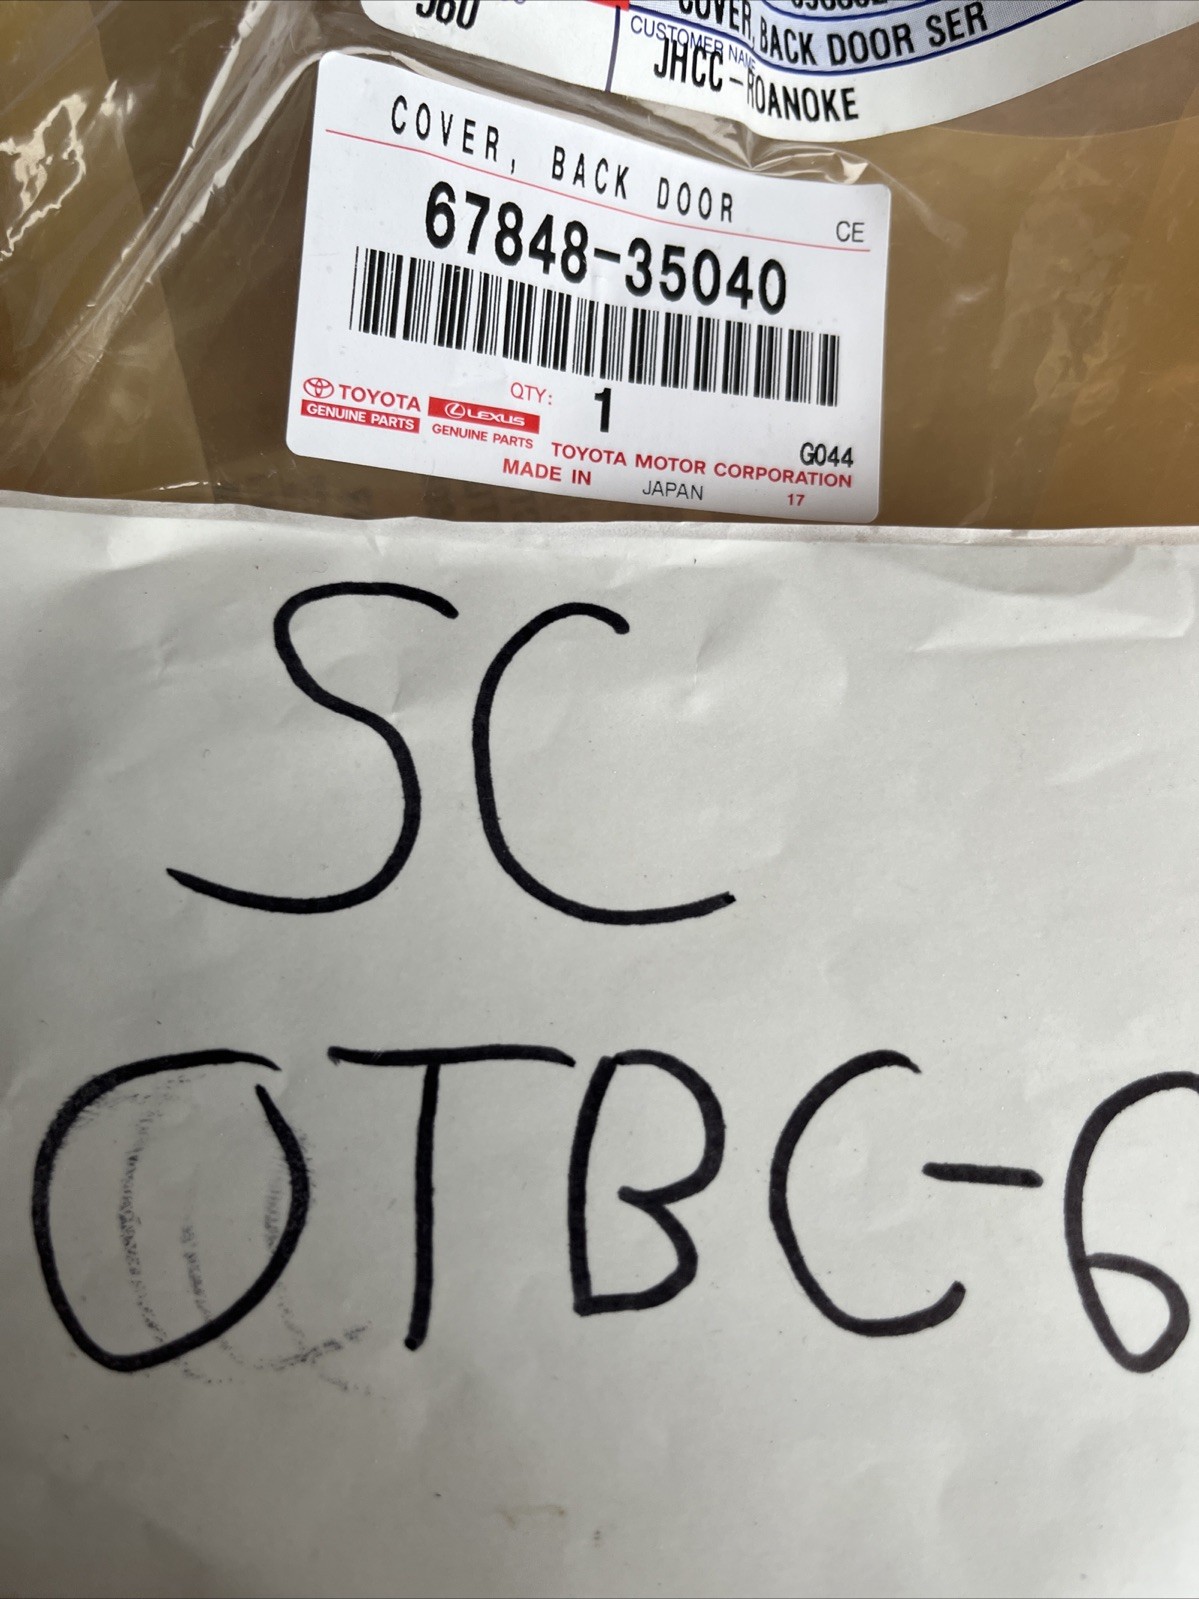 COVER, BACK DOOR SER
CUSTOMER NAME
JHCC-ROANOKE
COVER, BACK DOOR
CE
67848-35040
TOYOTA
GENUINE PARTS
LEXUS
GENUINE PARTS
QTY: 1
G044
TOYOTA MOTOR CORPORATION
MADE IN JAPAN 17
SC
OTBC-6